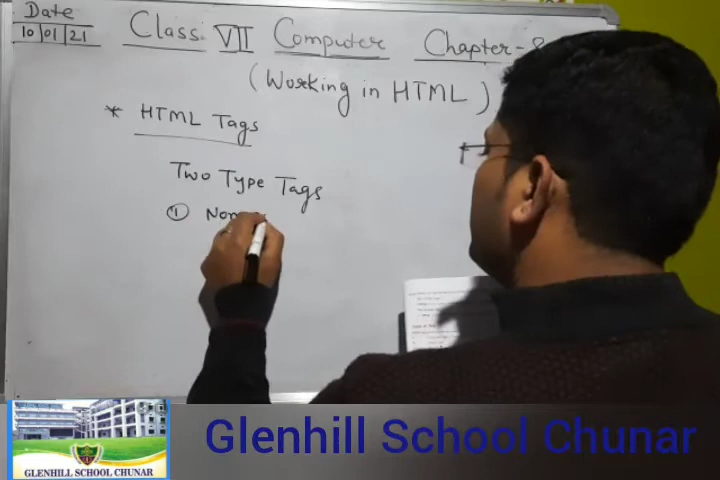 Date
10/01/21
Class VII Computer Chapter-8
(Working in HTML)
* HTML Tags
Two Type Tags
① Non
GLENHILL SCHOOL CHUNAR
Glenhill School Chunar